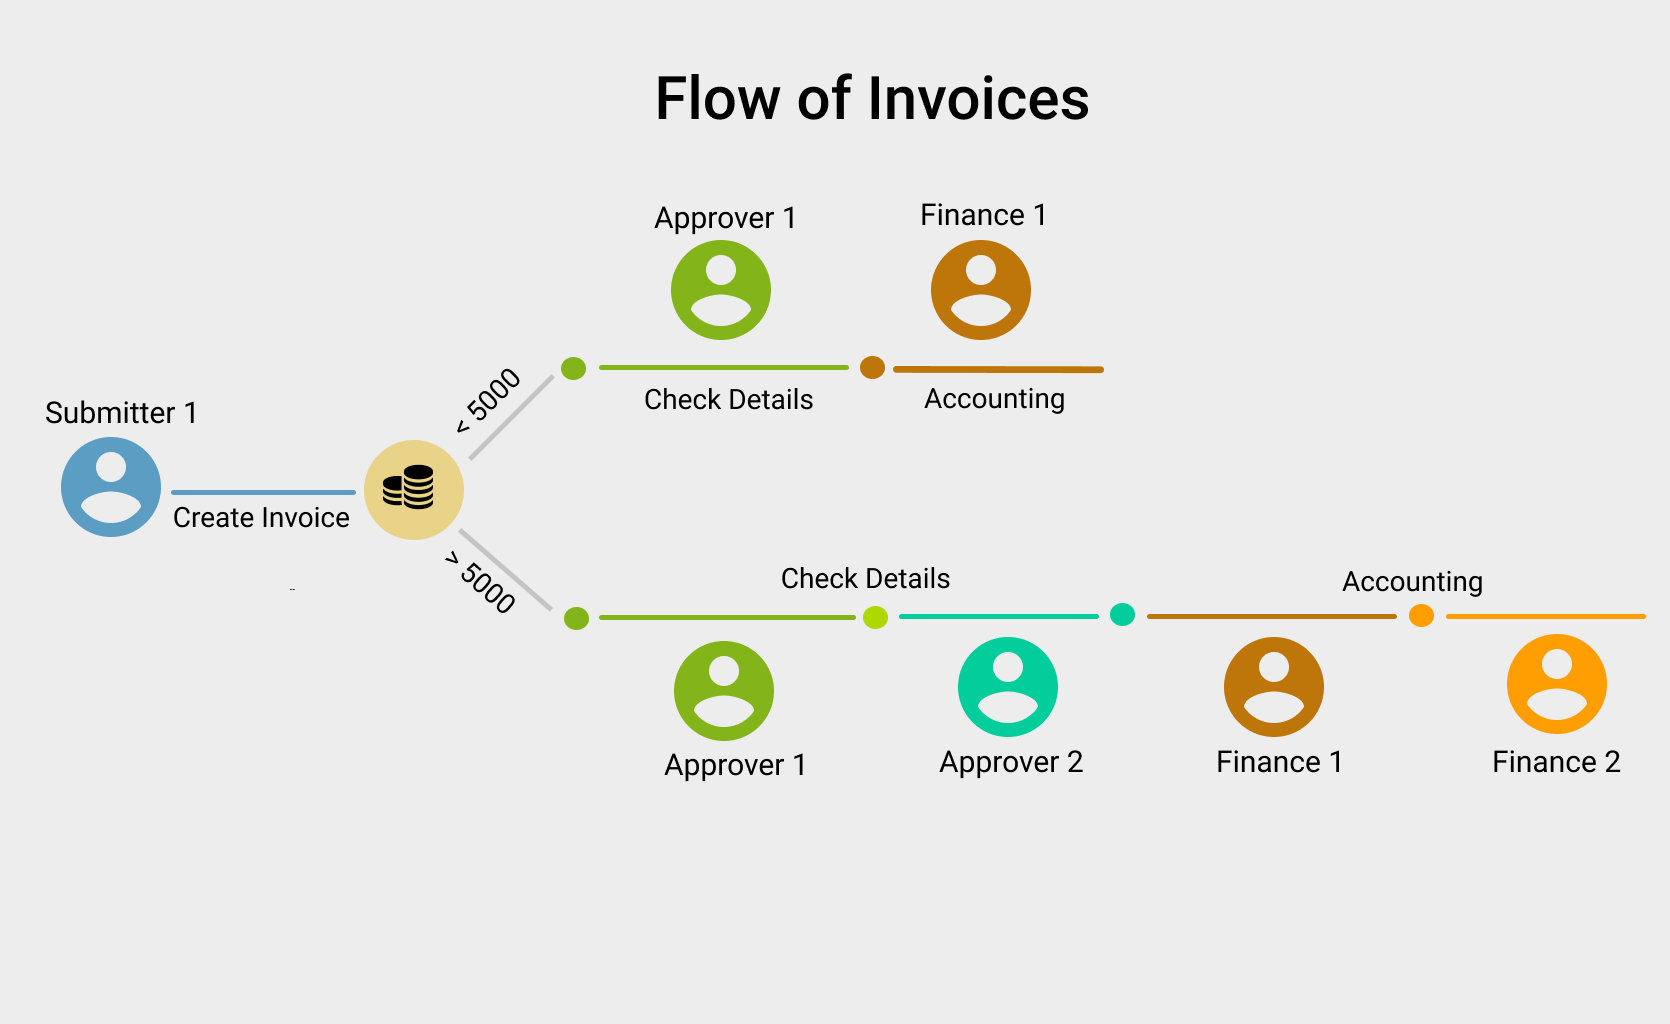 Flow of Invoices
Approver 1
Finance 1
< 5000
Check Details
Accounting
Submitter 1
Create Invoice
> 5000
Check Details
Accounting
Approver 1
Approver 2
Finance 1
Finance 2